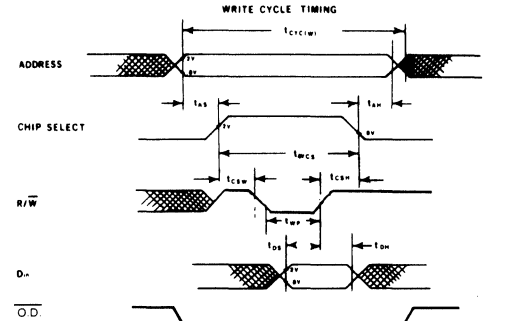 WRITE CYCLE TIMING
tCYC(W)
ADDRESS
2V
.8V
tAS
tAH
CHIP SELECT
2V
.8V
tWCS
tCSW
tCSH
R/W
tWP
tDS
tDH
Din
2V
.8V
O.D.